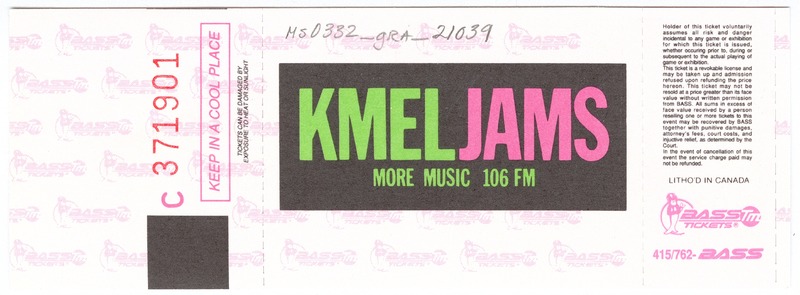 MSD332_gRA_21039
C 371901
KEEP IN A COOL PLACE
TICKETS CAN BE DAMAGED BY
EXPOSURE TO HEAT OR SUNLIGHT
KMELJAMS
MORE MUSIC 106 FM
Holder of this ticket voluntarily
assumes all risk and danger
incidental to any game or exhibition
for which this ticket is issued,
whether occuring prior to, during or
subsequent to the actual playing of
game or exhibition.
This ticket is a revokable license and
may be taken up and admission
refused upon refunding the price
hereon. This ticket may not be
resold at a price greater than its face
value without written permission
from BASS. All sums in excess of
face value received by a person
reselling one or more tickets to this
event may be recovered by BASS
together with punitive damages,
attorney's fees, court costs, and
injuctive relief, as determined by the
Court.
In the event of cancellation of this
event the service charge paid may
not be refunded.
LITHO'D IN CANADA
BASS Tm
TICKETS®
415/762-BASS